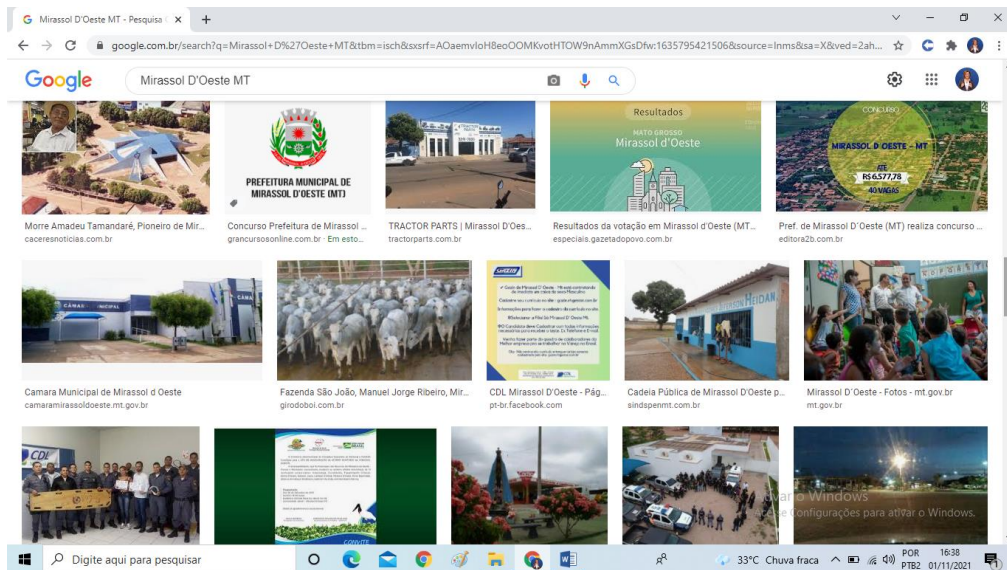 Mirassol D'Oeste MT - Pesquisa G
google.com.br/search?q=Mirassol+D%27Oeste+MT&tbm=isch&sxsrf=AOaemvIoH8eoOOMKvotHTOW9nAmmXGsDfw:1635795421506&source=lnms&sa=X&ved=2ah...
Google
Mirassol D'Oeste MT
PREFEITURA MUNICIPAL DE
MIRASSOL D'OESTE (MT)
TRACTOR PARTS
Resultados
MATO GROSSO
Mirassol d'Oeste
CONCURSO
MIRASSOL D OESTE - MT
ATÉ
R$ 6.577,78
40 VAGAS
Morre Amadeu Tamandaré, Pioneiro de Mir...
caceresnoticias.com.br
Concurso Prefeitura de Mirassol ...
grancursosonline.com.br · Em esto...
TRACTOR PARTS | Mirassol D'Oes...
tractorparts.com.br
Resultados da votação em Mirassol d'Oeste (MT...
especiais.gazetadopovo.com.br
Pref. de Mirassol D´Oeste (MT) realiza concurso ...
editora2b.com.br
HEIDAN
Camara Municipal de Mirassol d Oeste
camaramirassoldoeste.mt.gov.br
Fazenda São João, Manuel Jorge Ribeiro, Mir...
girodoboi.com.br
CDL Mirassol D'Oeste - Pág...
pt-br.facebook.com
Cadeia Pública de Mirassol D'Oeste p...
sindspenmt.com.br
Mirassol D´Oeste - Fotos - mt.gov.br
mt.gov.br
CDL
CONVITE
Ativar o Windows
Acesse Configurações para ativar o Windows.
Digite aqui para pesquisar
33°C Chuva fraca
POR
PTB2
16:38
01/11/2021